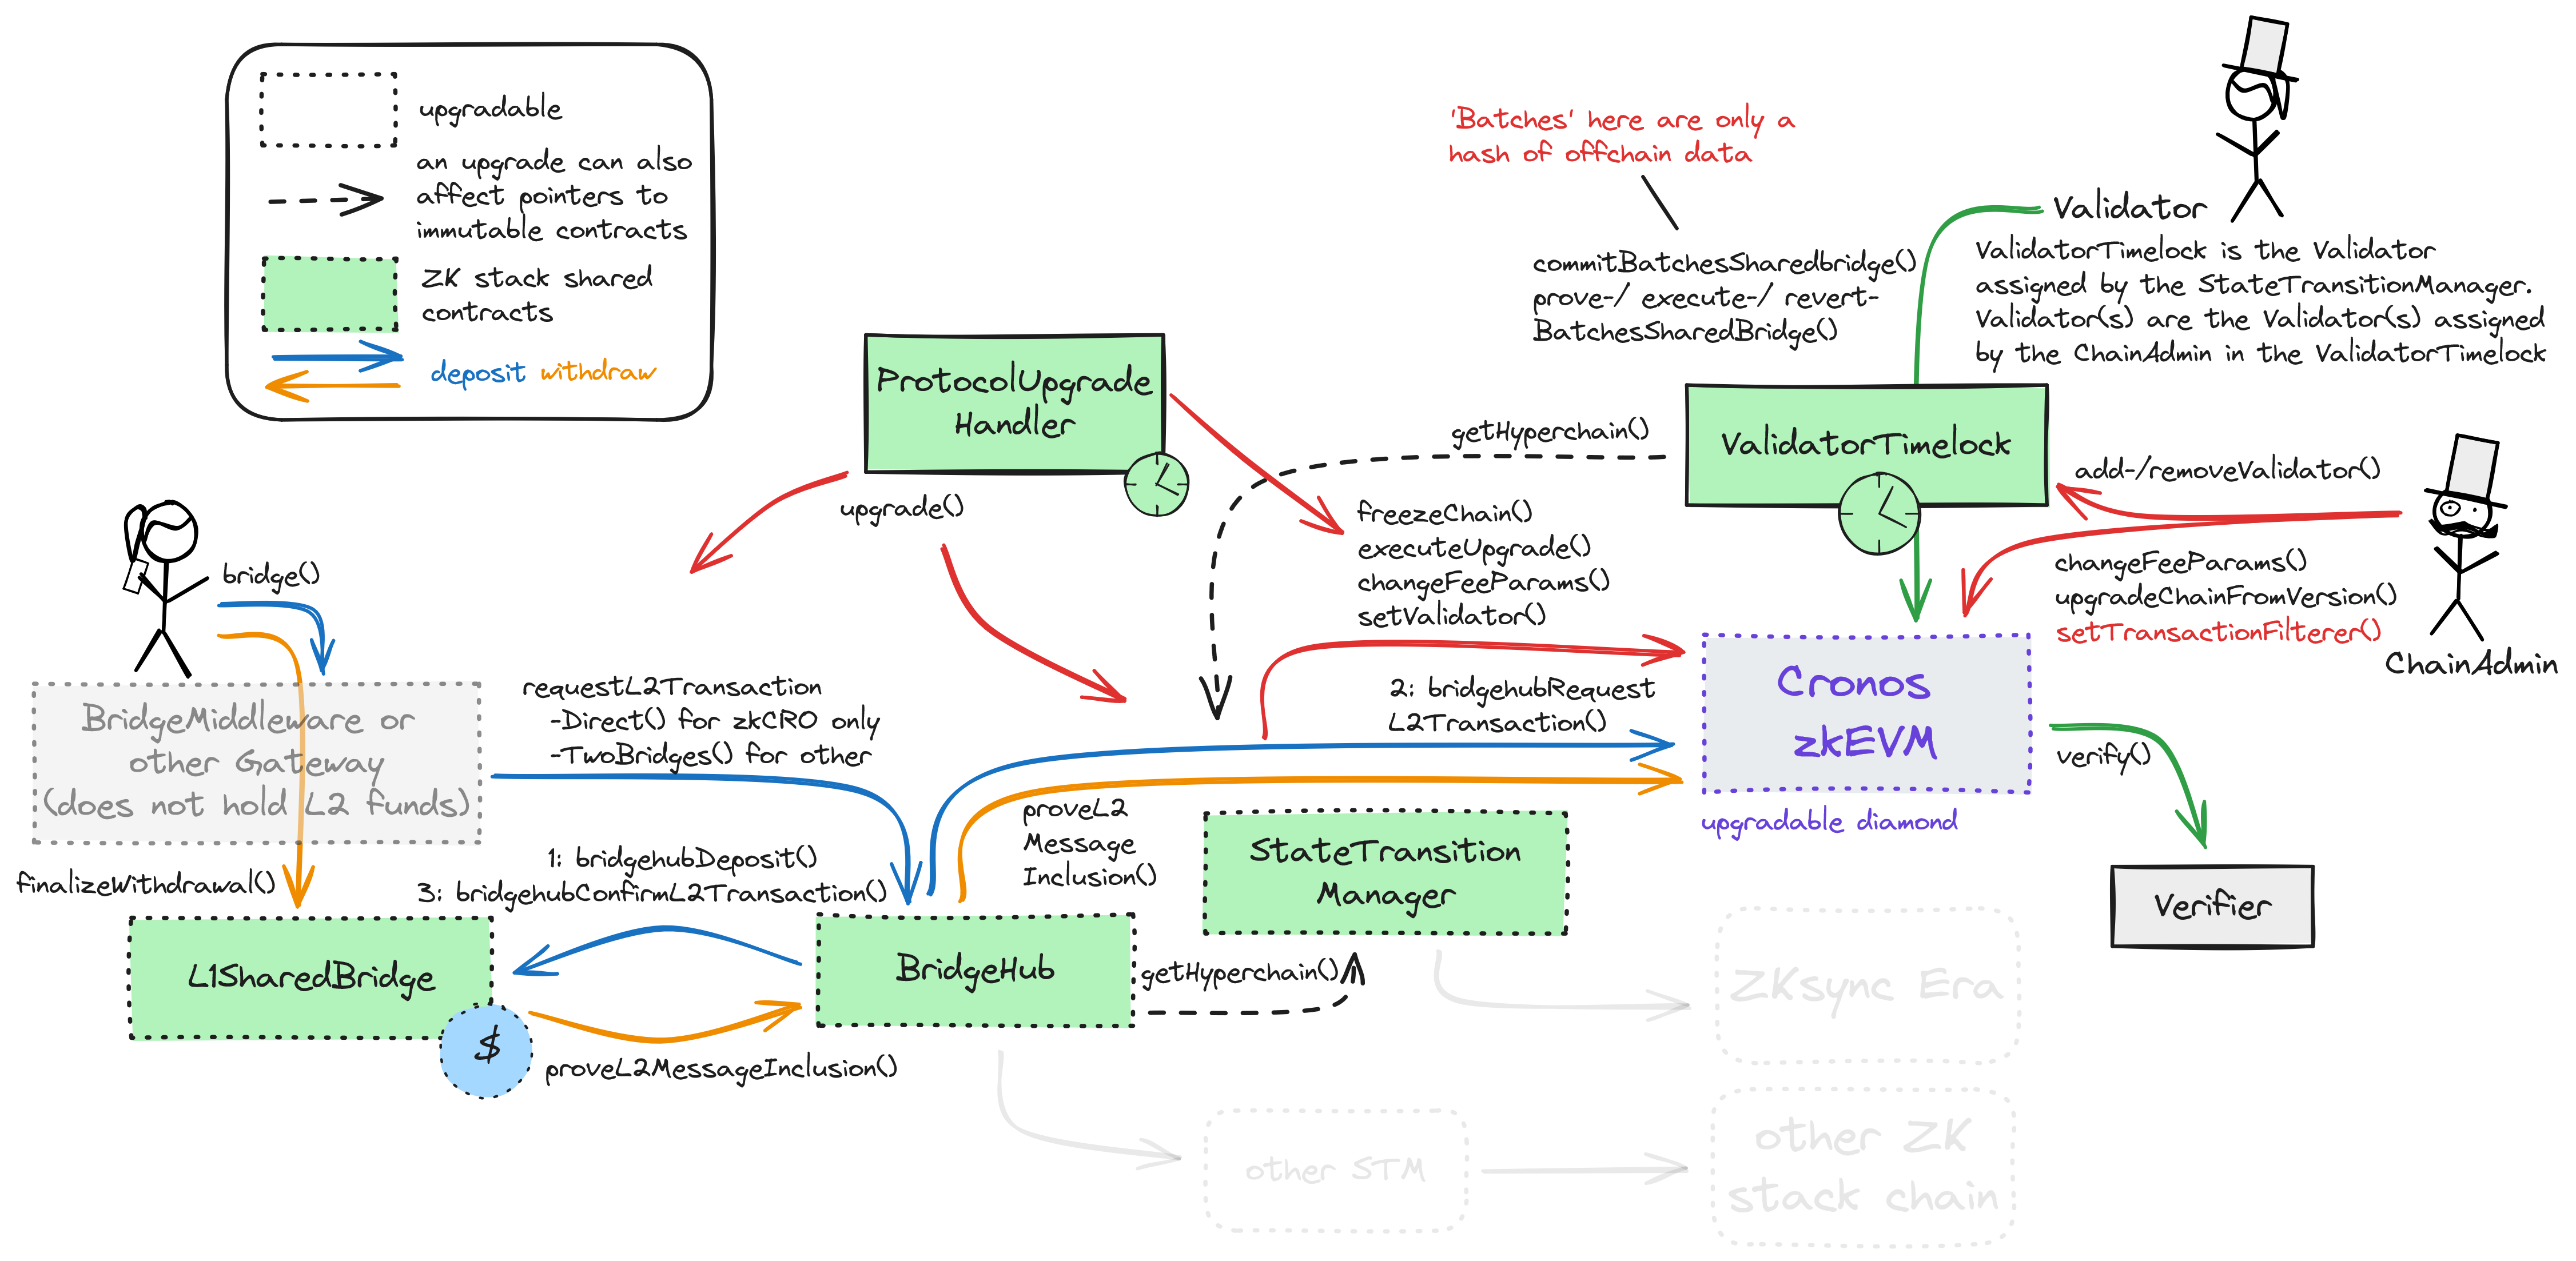 upgradable
an upgrade can also
affect pointers to
immutable contracts
ZK stack shared
contracts
deposit withdraw
'Batches' here are only a
hash of offchain data
commitBatchesSharedbridge()
prove-/ execute-/ revert-
BatchesSharedBridge()
Validator
ValidatorTimelock is the Validator
assigned by the StateTransitionManager.
Validator(s) are the Validator(s) assigned
by the ChainAdmin in the ValidatorTimelock
ProtocolUpgrade
Handler
upgrade()
getHyperchain()
ValidatorTimelock
add-/removeValidator()
freezeChain()
executeUpgrade()
changeFeeParams()
setValidator()
changeFeeParams()
upgradeChainFromVersion()
setTransactionFilterer()
ChainAdmin
bridge()
BridgeMiddleware or
other Gateway
(does not hold L2 funds)
requestL2Transaction
-Direct() for zkCRO only
-TwoBridges() for other
2: bridgehubRequest
L2Transaction()
Cronos
zkEVM
upgradable diamond
verify()
Verifier
proveL2
Message
Inclusion()
StateTransition
Manager
finalizeWithdrawal()
1: bridgehubDeposit()
3: bridgehubConfirmL2Transaction()
L1SharedBridge
$
BridgeHub
getHyperchain()
proveL2MessageInclusion()
ZKsync Era
other STM
other ZK
stack chain